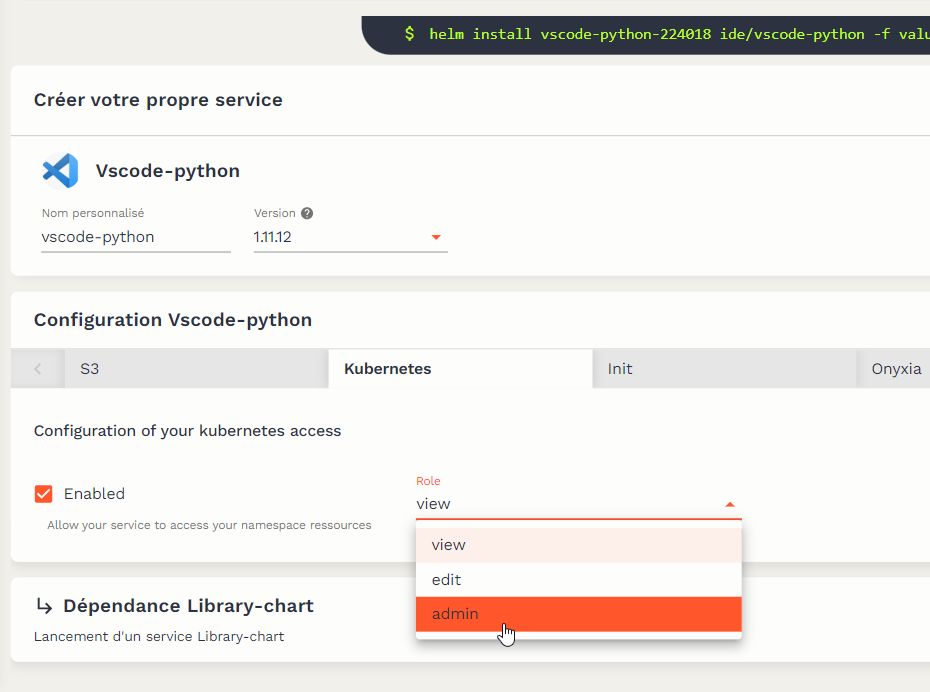 $ helm install vscode-python-224018 ide/vscode-python -f valu
Créer votre propre service
Vscode-python
Nom personnalisé
Version ?
vscode-python
1.11.12
Configuration Vscode-python
S3
Kubernetes
Init
Onyxia
Configuration of your kubernetes access
Enabled
Allow your service to access your namespace ressources
Role
view
view
edit
admin
Dépendance Library-chart
Lancement d'un service Library-chart